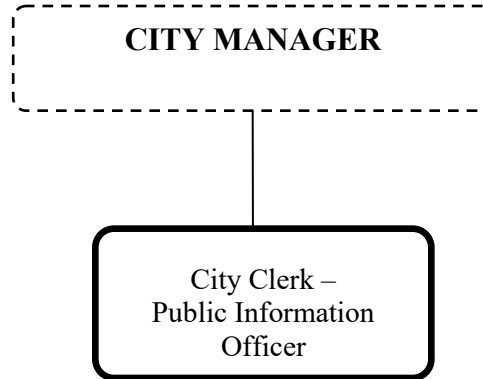 CITY MANAGER
City Clerk –
Public Information
Officer